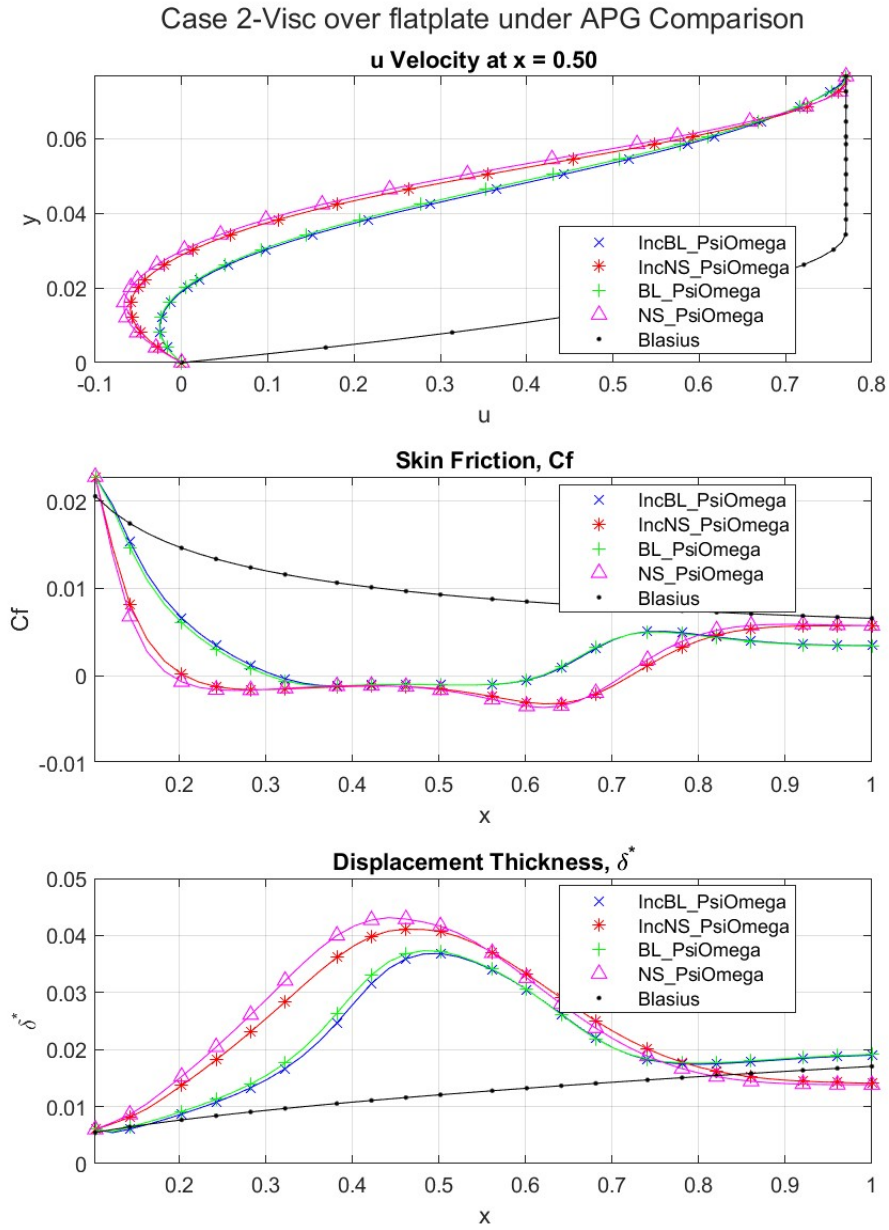 Case 2-Visc over flatplate under APG Comparison
u Velocity at x = 0.50
0.06
0.04
0.02
0
y
IncBL_PsiOmega
IncNS_PsiOmega
BL_PsiOmega
NS_PsiOmega
Blasius
-0.1 0 0.1 0.2 0.3 0.4 0.5 0.6 0.7 0.8
u
Skin Friction, Cf
0.02
0.01
0
-0.01
Cf
IncBL_PsiOmega
IncNS_PsiOmega
BL_PsiOmega
NS_PsiOmega
Blasius
0.2 0.3 0.4 0.5 0.6 0.7 0.8 0.9 1
x
Displacement Thickness, δ*
0.05
0.04
0.03
0.02
0.01
0
δ*
IncBL_PsiOmega
IncNS_PsiOmega
BL_PsiOmega
NS_PsiOmega
Blasius
0.2 0.3 0.4 0.5 0.6 0.7 0.8 0.9 1
x